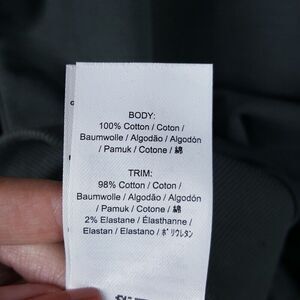 BODY:
100% Cotton / Coton /
Baumwolle / Algodão / Algodón
/ Pamuk / Cotone / 綿
TRIM:
98% Cotton / Coton /
Baumwolle / Algodão / Algodón
/ Pamuk / Cotone / 綿
2% Elastane / Élasthanne /
Elastan / Elastano / ﾎﾟﾘｳﾚﾀﾝ